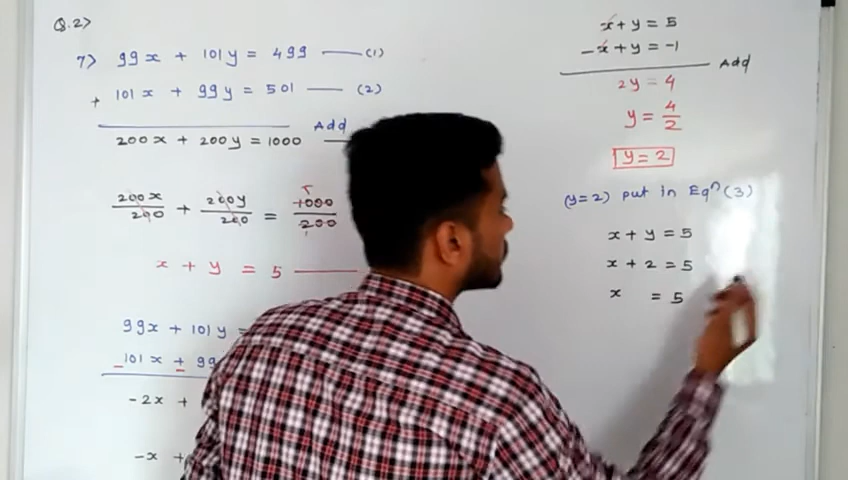 Q.2>
7> 99x + 101y = 499 —— (1)
+ 101x + 99y = 501 —— (2)
Add
200x + 200y = 1000
200x/200 + 200y/200 = 1000/200 5 1
x + y = 5 ——
99x + 101y =
-101x + 99
-2x +
-x +
x + y = 5
-x + y = -1
Add
2y = 4
y = 4/2
y = 2
(y=2) put in Eqⁿ (3)
x + y = 5
x + 2 = 5
x = 5